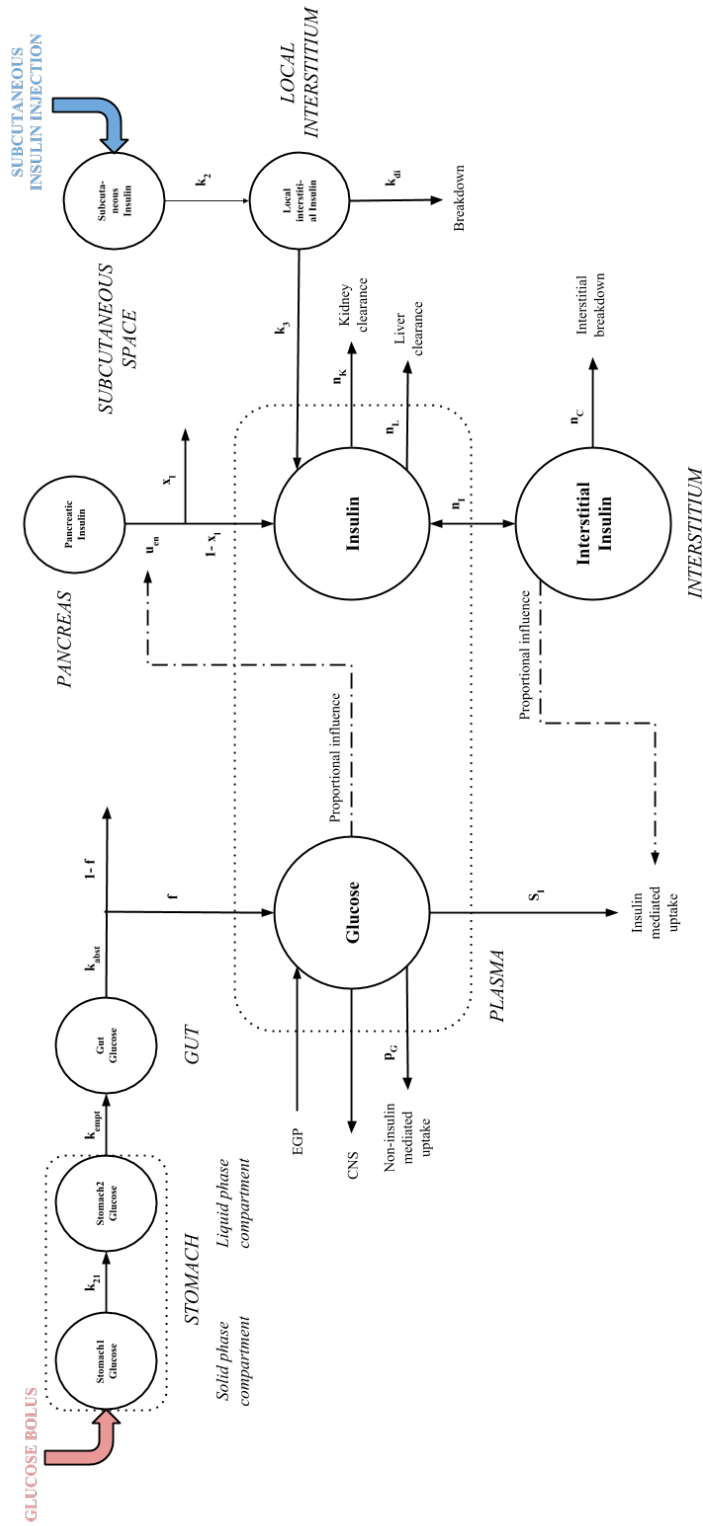 GLUCOSE BOLUS
Stomach1
Glucose
k21
Stomach2
Glucose
kempt
Gut
Glucose
kabst
1- f
f
STOMACH
Solid phase
compartment
Liquid phase
compartment
GUT
PANCREAS
Pancreatic
Insulin
uen
xl
1- xl
SUBCUTANEOUS
INSULIN INJECTION
Subcuta-
neous
Insulin
SUBCUTANEOUS
SPACE
k2
Local
interstiti-
al Insulin
LOCAL
INTERSTITIUM
k3
kdi
Breakdown
EGP
CNS
pG
Non-insulin
mediated
uptake
Glucose
Proportional influence
Insulin
nK
Kidney
clearance
nL
Liver
clearance
PLASMA
SI
Insulin
mediated
uptake
nI
Proportional influence
Interstitial
Insulin
nC
Interstitial
breakdown
INTERSTITIUM